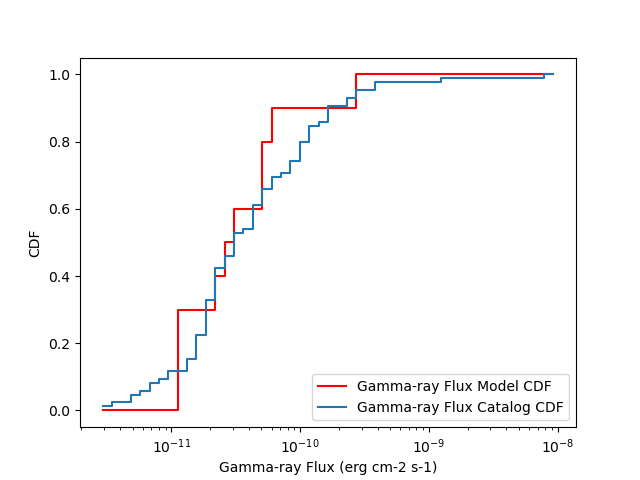 1.0
0.8
0.6
0.4
0.2
0.0
CDF
10⁻¹¹
10⁻¹⁰
10⁻⁹
10⁻⁸
Gamma-ray Flux (erg cm-2 s-1)
Gamma-ray Flux Model CDF
Gamma-ray Flux Catalog CDF